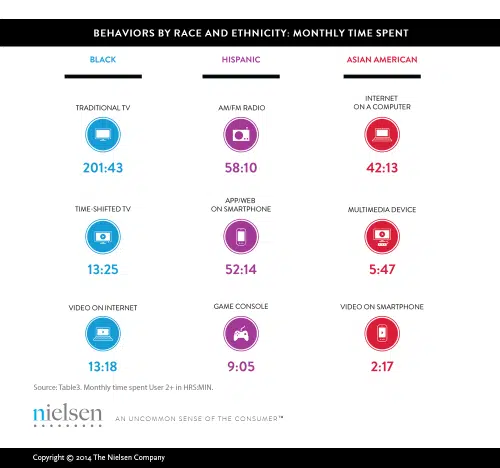 BEHAVIORS BY RACE AND ETHNICITY: MONTHLY TIME SPENT
BLACK
HISPANIC
ASIAN AMERICAN
TRADITIONAL TV
AM/FM RADIO
INTERNET
ON A COMPUTER
201:43
58:10
42:13
TIME-SHIFTED TV
APP/WEB
ON SMARTPHONE
MULTIMEDIA DEVICE
13:25
52:14
5:47
VIDEO ON INTERNET
GAME CONSOLE
VIDEO ON SMARTPHONE
13:18
9:05
2:17
Source: Table3. Monthly time spent User 2+ in HRS:MIN.
nielsen
AN UNCOMMON SENSE OF THE CONSUMER™
Copyright © 2014 The Nielsen Company